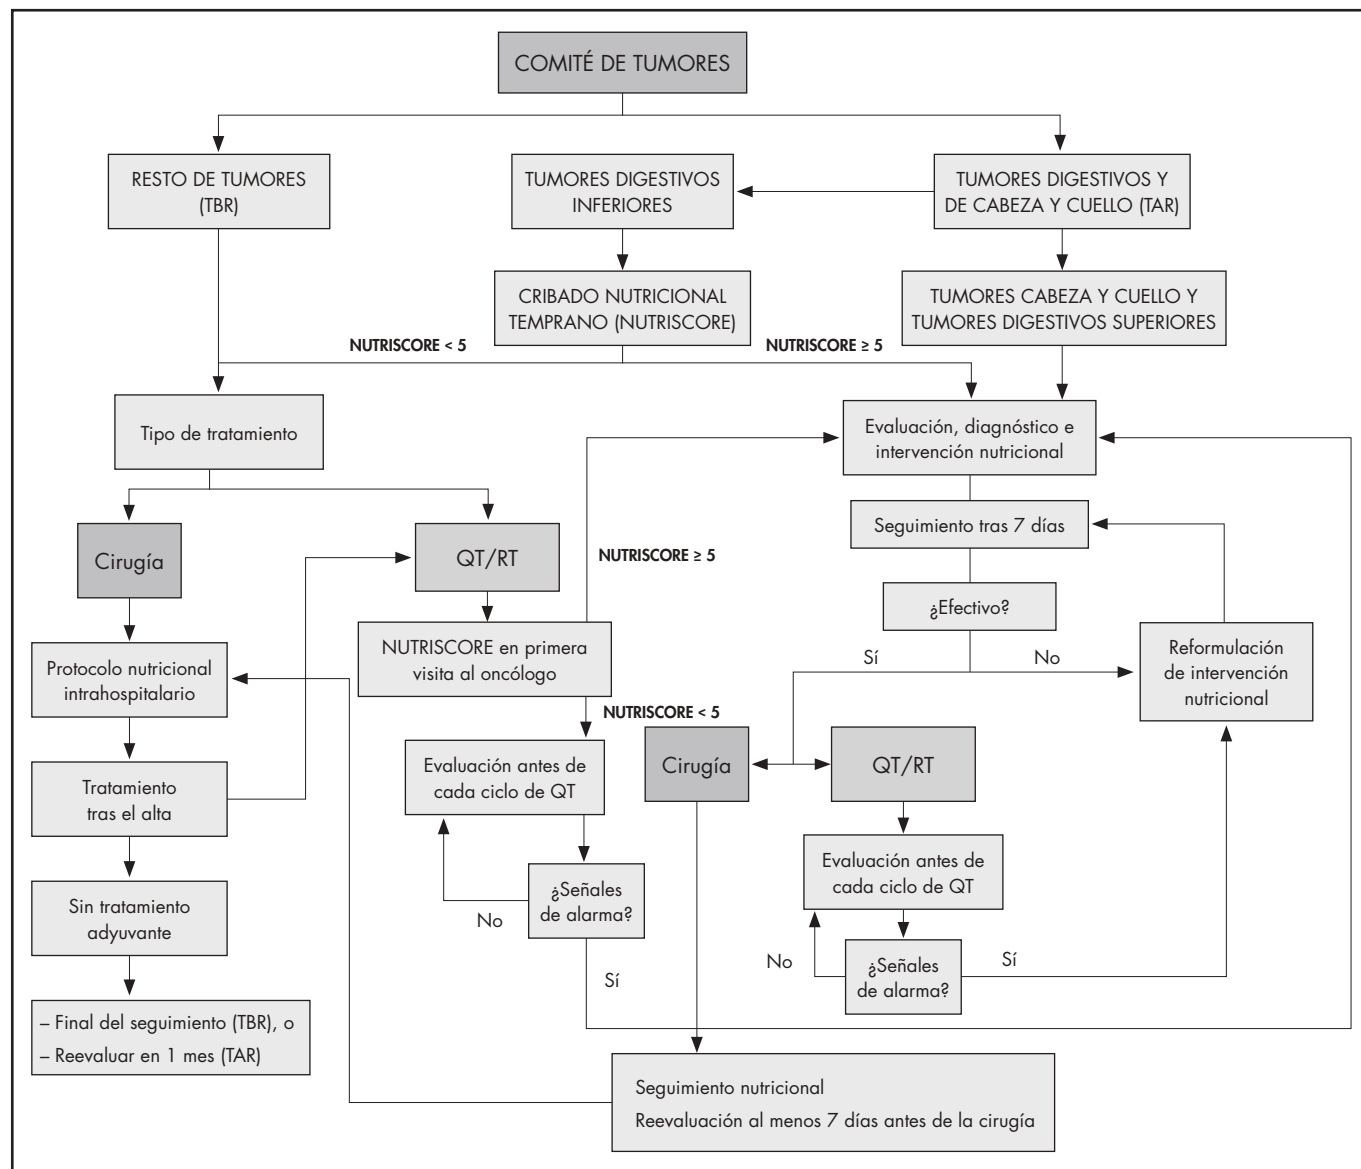 COMITÉ DE TUMORES
RESTO DE TUMORES
(TBR)
TUMORES DIGESTIVOS
INFERIORES
TUMORES DIGESTIVOS Y
DE CABEZA Y CUELLO (TAR)
CRIBADO NUTRICIONAL
TEMPRANO (NUTRISCORE)
TUMORES CABEZA Y CUELLO Y
TUMORES DIGESTIVOS SUPERIORES
NUTRISCORE < 5
NUTRISCORE ≥ 5
Tipo de tratamiento
Evaluación, diagnóstico e
intervención nutricional
Cirugía
QT/RT
NUTRISCORE ≥ 5
Seguimiento tras 7 días
¿Efectivo?
Protocolo nutricional
intrahospitalario
NUTRISCORE en primera
visita al oncólogo
Sí
No
Reformulación
de intervención
nutricional
NUTRISCORE < 5
Tratamiento
tras el alta
Evaluación antes de
cada ciclo de QT
Cirugía
QT/RT
Sin tratamiento
adyuvante
No
¿Señales
de alarma?
Sí
Evaluación antes de
cada ciclo de QT
No
¿Señales
de alarma?
Sí
– Final del seguimiento (TBR), o
– Reevaluar en 1 mes (TAR)
Seguimiento nutricional
Reevaluación al menos 7 días antes de la cirugía